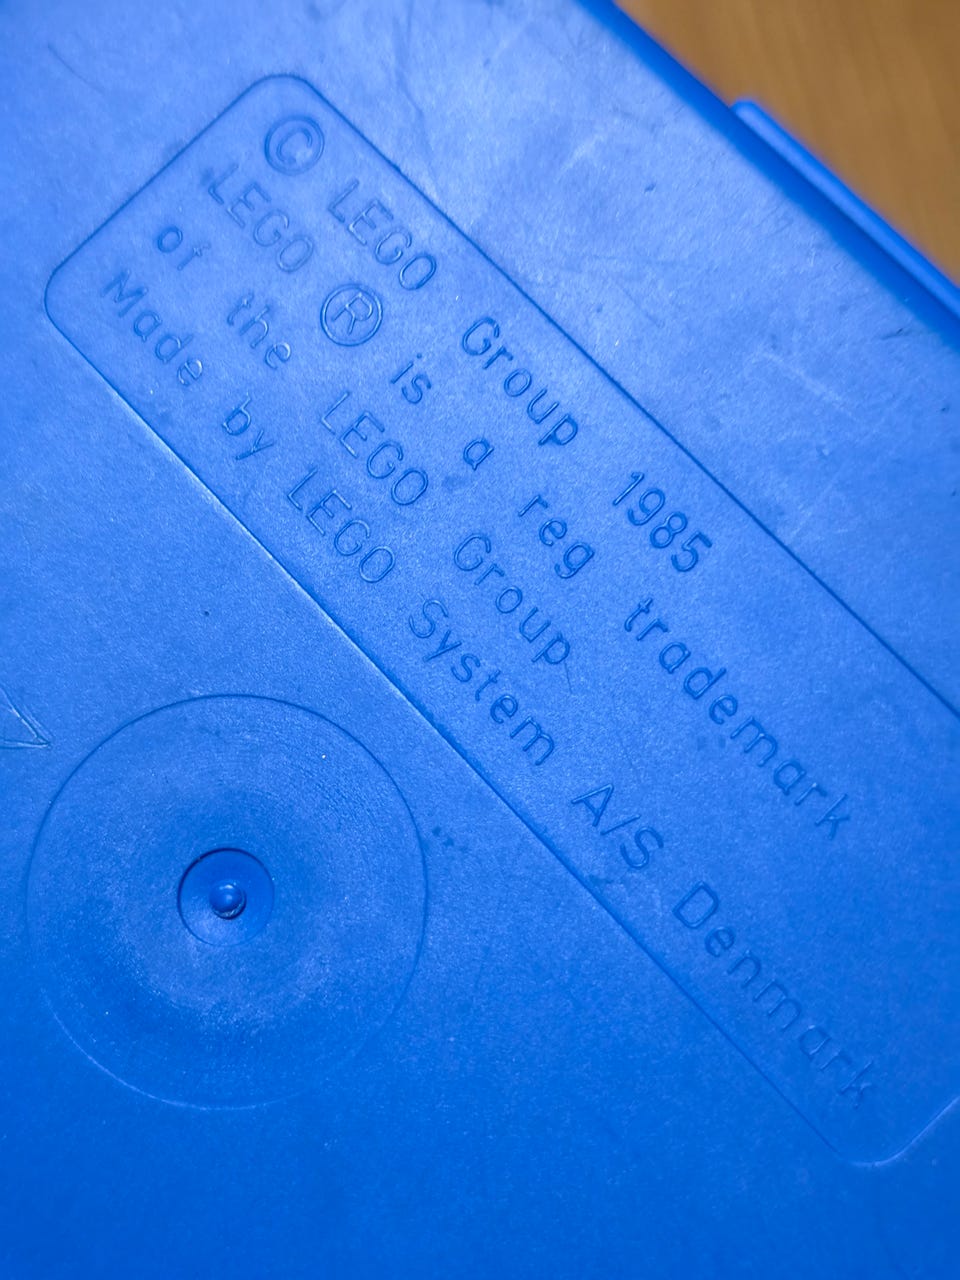 © LEGO Group 1985
LEGO ® is a reg trademark
of the LEGO Group
Made by LEGO System A/S Denmark